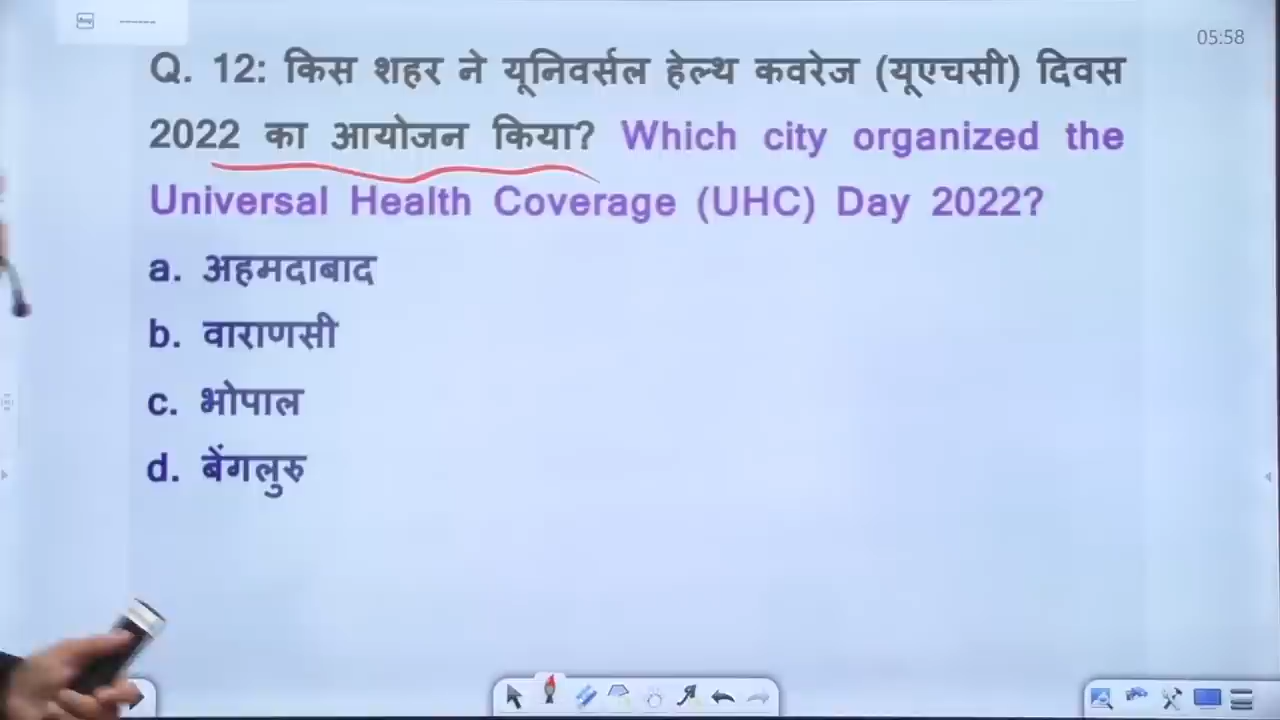 05:58
Q. 12: किस शहर ने यूनिवर्सल हेल्थ कवरेज (यूएचसी) दिवस
2022 का आयोजन किया? Which city organized the
Universal Health Coverage (UHC) Day 2022?
a. अहमदाबाद
b. वाराणसी
c. भोपाल
d. बेंगलुरु